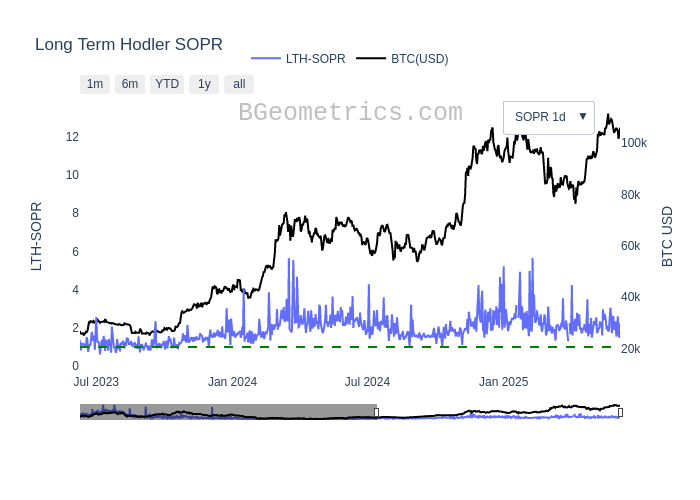 Long Term Hodler SOPR
LTH-SOPR BTC(USD)
1m 6m YTD 1y all
BGeometrics.com
SOPR 1d ▼
12
10
8
6
4
2
0
LTH-SOPR
100k
80k
60k
40k
20k
BTC USD
Jul 2023 Jan 2024 Jul 2024 Jan 2025